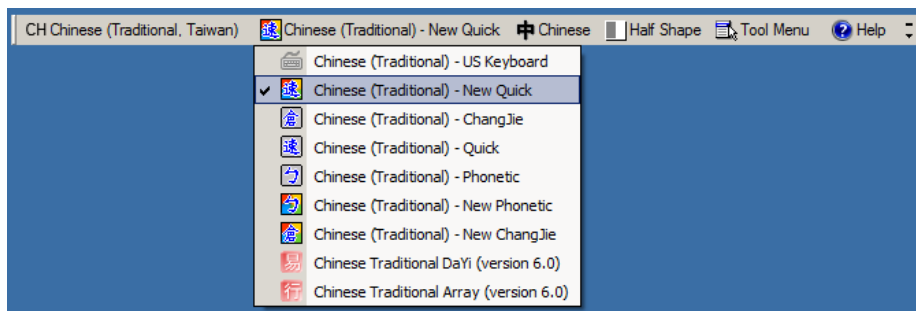 CH Chinese (Traditional, Taiwan) 速 Chinese (Traditional) - New Quick 中 Chinese Half Shape Tool Menu ? Help
Chinese (Traditional) - US Keyboard
速 Chinese (Traditional) - New Quick
倉 Chinese (Traditional) - ChangJie
速 Chinese (Traditional) - Quick
ㄅ Chinese (Traditional) - Phonetic
ㄅ Chinese (Traditional) - New Phonetic
倉 Chinese (Traditional) - New ChangJie
易 Chinese Traditional DaYi (version 6.0)
行 Chinese Traditional Array (version 6.0)